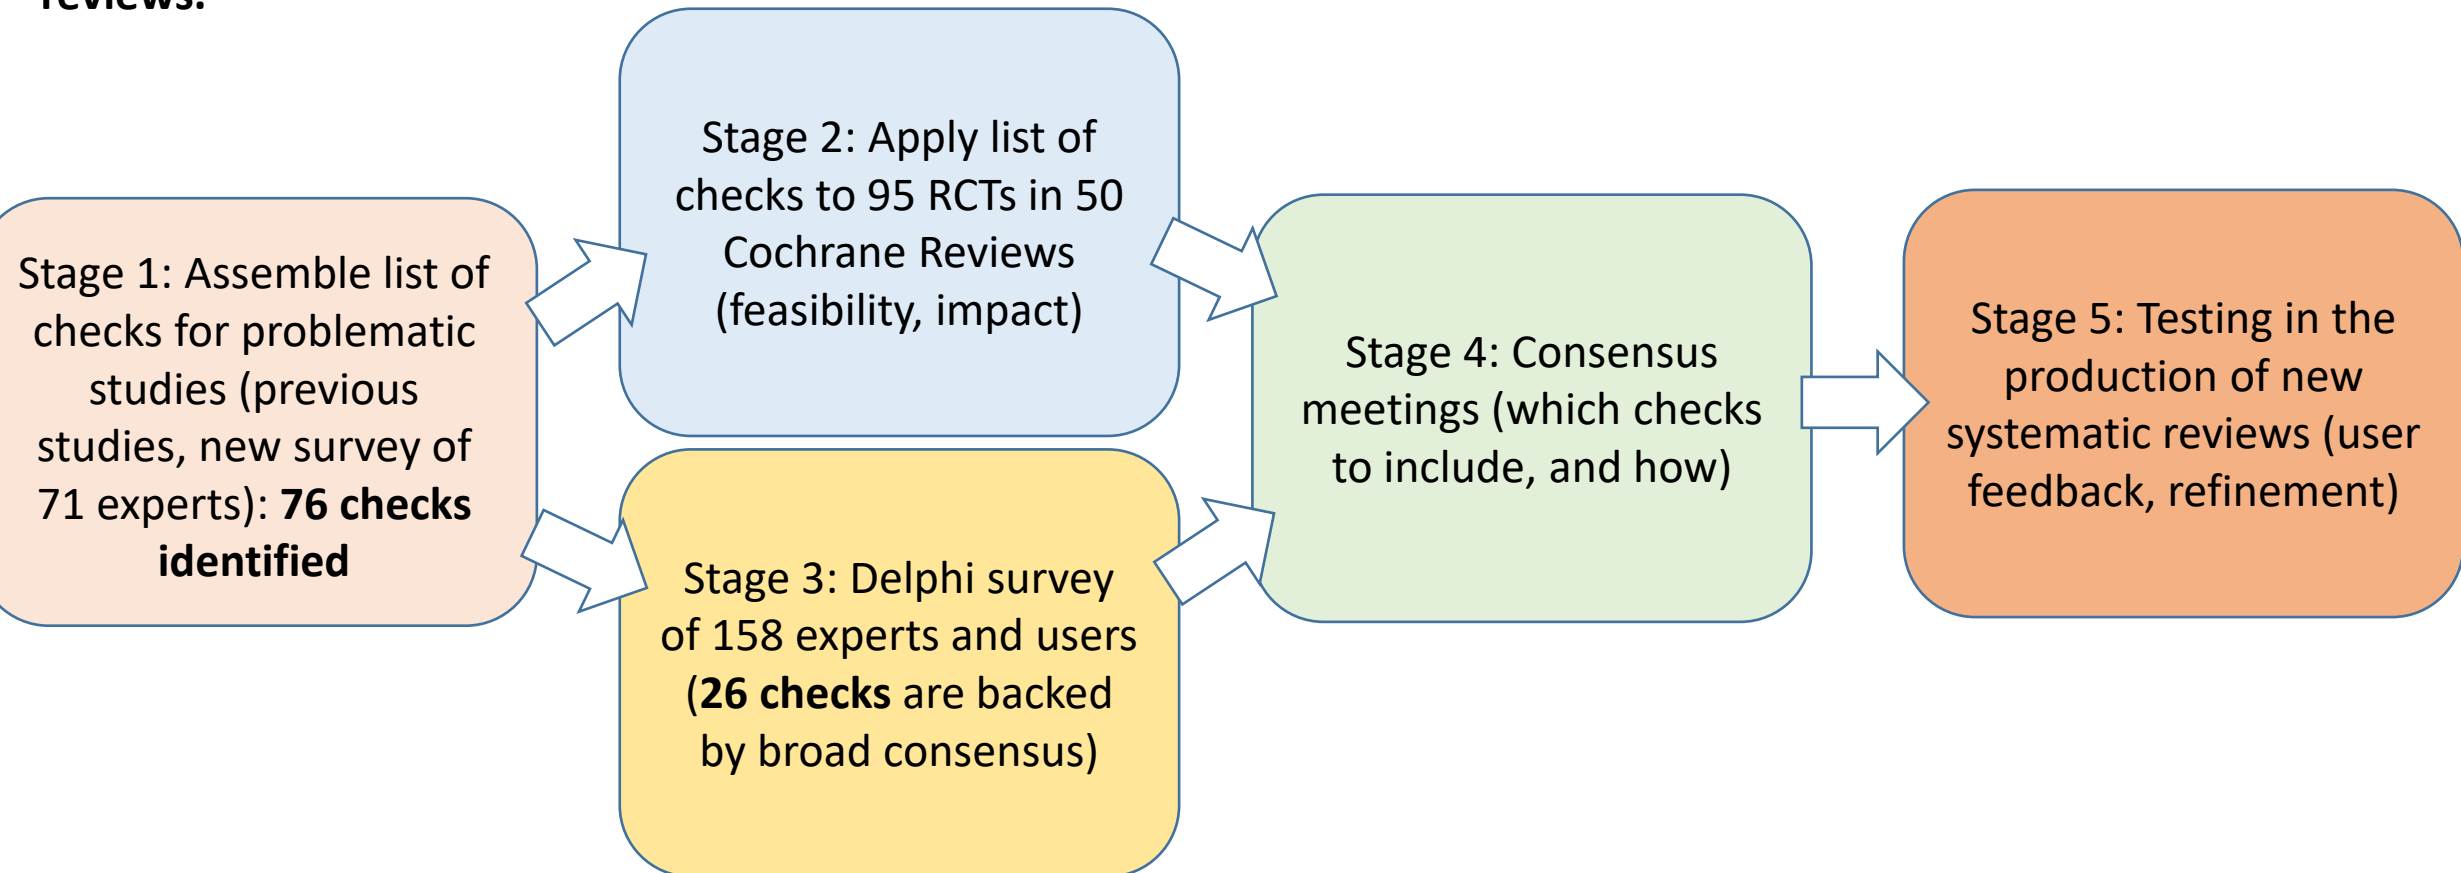 reviews.
Stage 1: Assemble list of
checks for problematic
studies (previous
studies, new survey of
71 experts): 76 checks
identified
Stage 2: Apply list of
checks to 95 RCTs in 50
Cochrane Reviews
(feasibility, impact)
Stage 3: Delphi survey
of 158 experts and users
(26 checks are backed
by broad consensus)
Stage 4: Consensus
meetings (which checks
to include, and how)
Stage 5: Testing in the
production of new
systematic reviews (user
feedback, refinement)